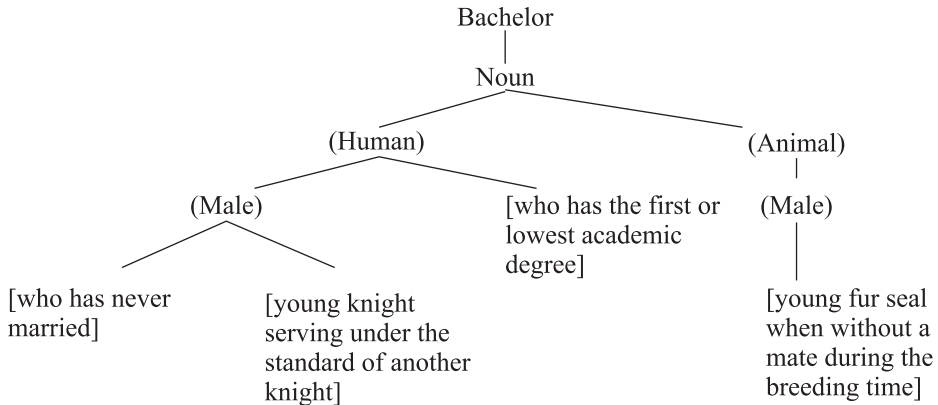 Bachelor
Noun
(Human)
(Animal)
(Male)
[who has the first or
lowest academic
degree]
(Male)
[who has never
married]
[young knight
serving under the
standard of another
knight]
[young fur seal
when without a
mate during the
breeding time]